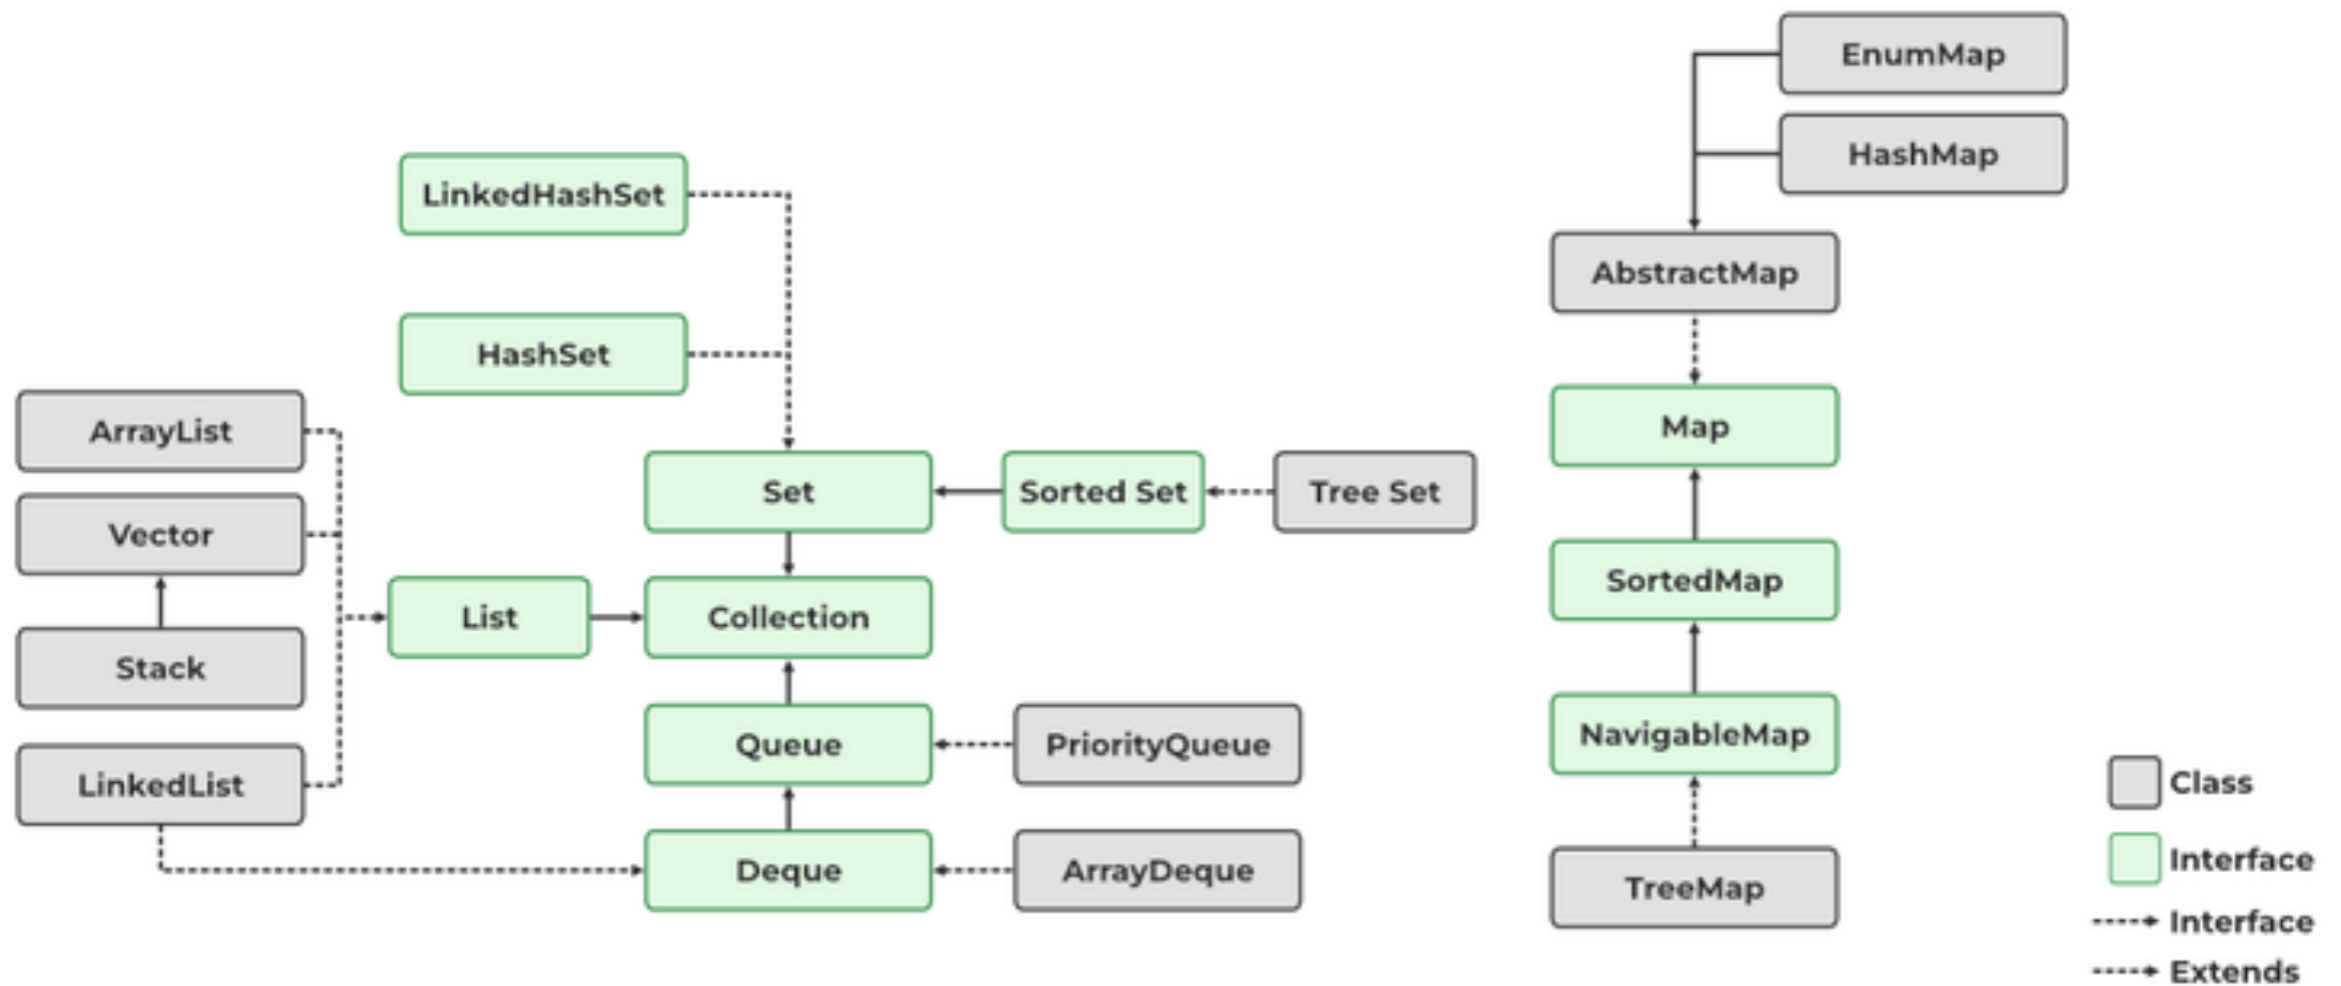 EnumMap
HashMap
LinkedHashSet
AbstractMap
HashSet
ArrayList
Map
Set
Sorted Set
Tree Set
Vector
SortedMap
List
Collection
Stack
Queue
PriorityQueue
NavigableMap
LinkedList
Class
Deque
ArrayDeque
Interface
TreeMap
Interface
Extends